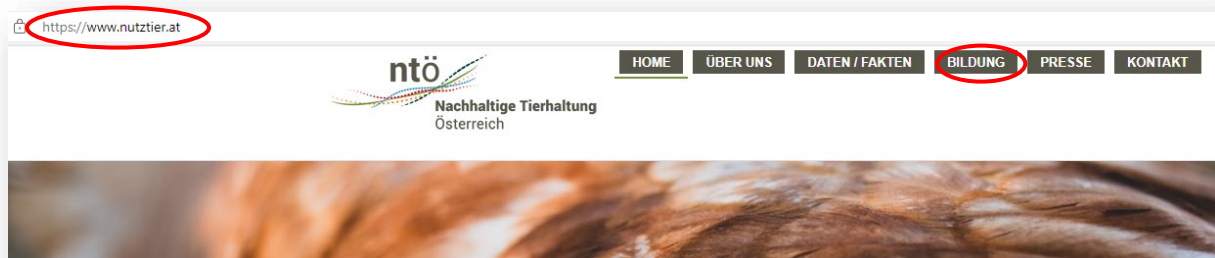 https://www.nutztier.at
HOME ÜBER UNS DATEN / FAKTEN BILDUNG PRESSE KONTAKT
ntö
Nachhaltige Tierhaltung
Österreich